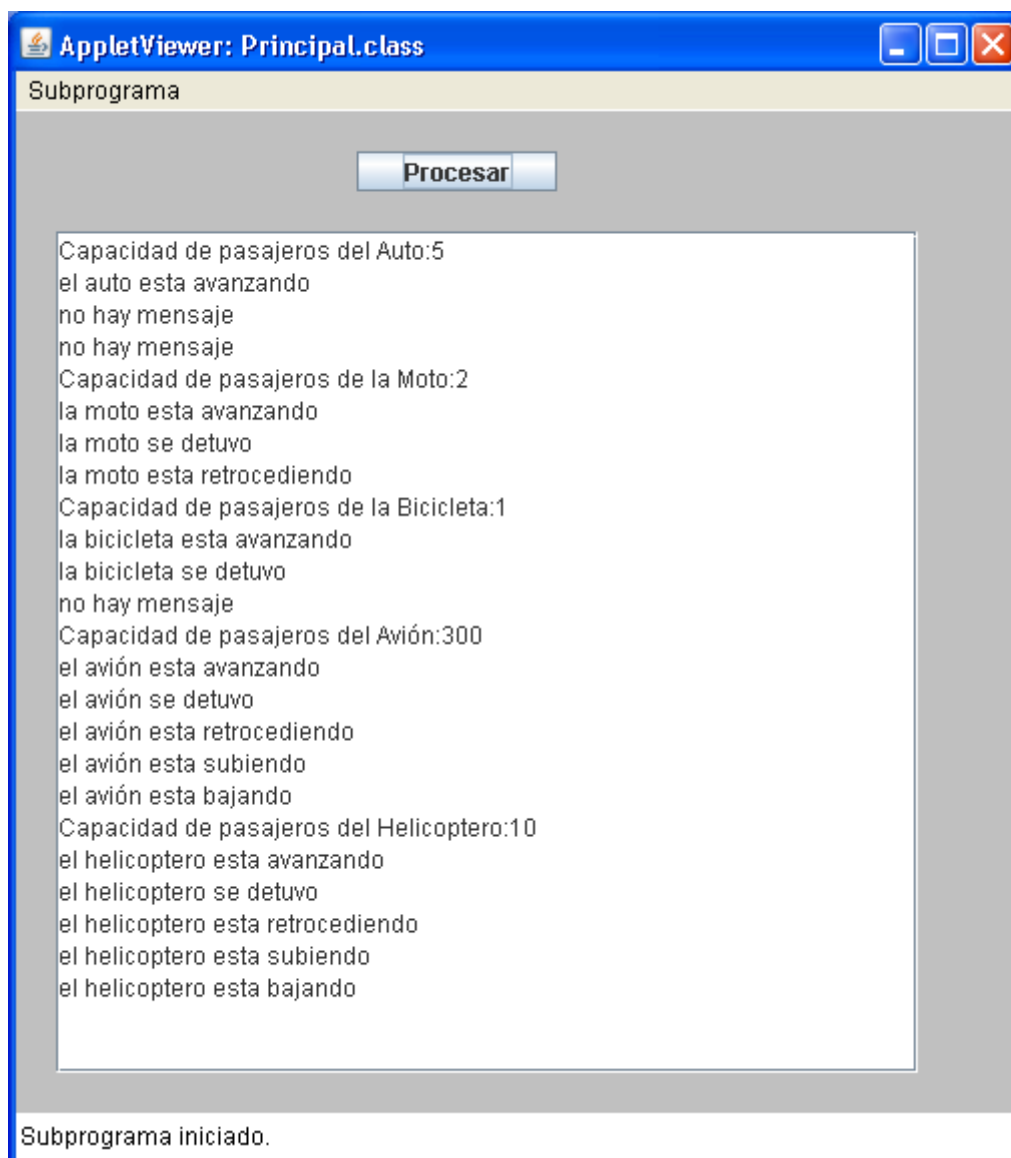 AppletViewer: Principal.class
Subprograma
Procesar
Capacidad de pasajeros del Auto:5
el auto esta avanzando
no hay mensaje
no hay mensaje
Capacidad de pasajeros de la Moto:2
la moto esta avanzando
la moto se detuvo
la moto esta retrocediendo
Capacidad de pasajeros de la Bicicleta:1
la bicicleta esta avanzando
la bicicleta se detuvo
no hay mensaje
Capacidad de pasajeros del Avión:300
el avión esta avanzando
el avión se detuvo
el avión esta retrocediendo
el avión esta subiendo
el avión esta bajando
Capacidad de pasajeros del Helicoptero:10
el helicoptero esta avanzando
el helicoptero se detuvo
el helicoptero esta retrocediendo
el helicoptero esta subiendo
el helicoptero esta bajando
Subprograma iniciado.